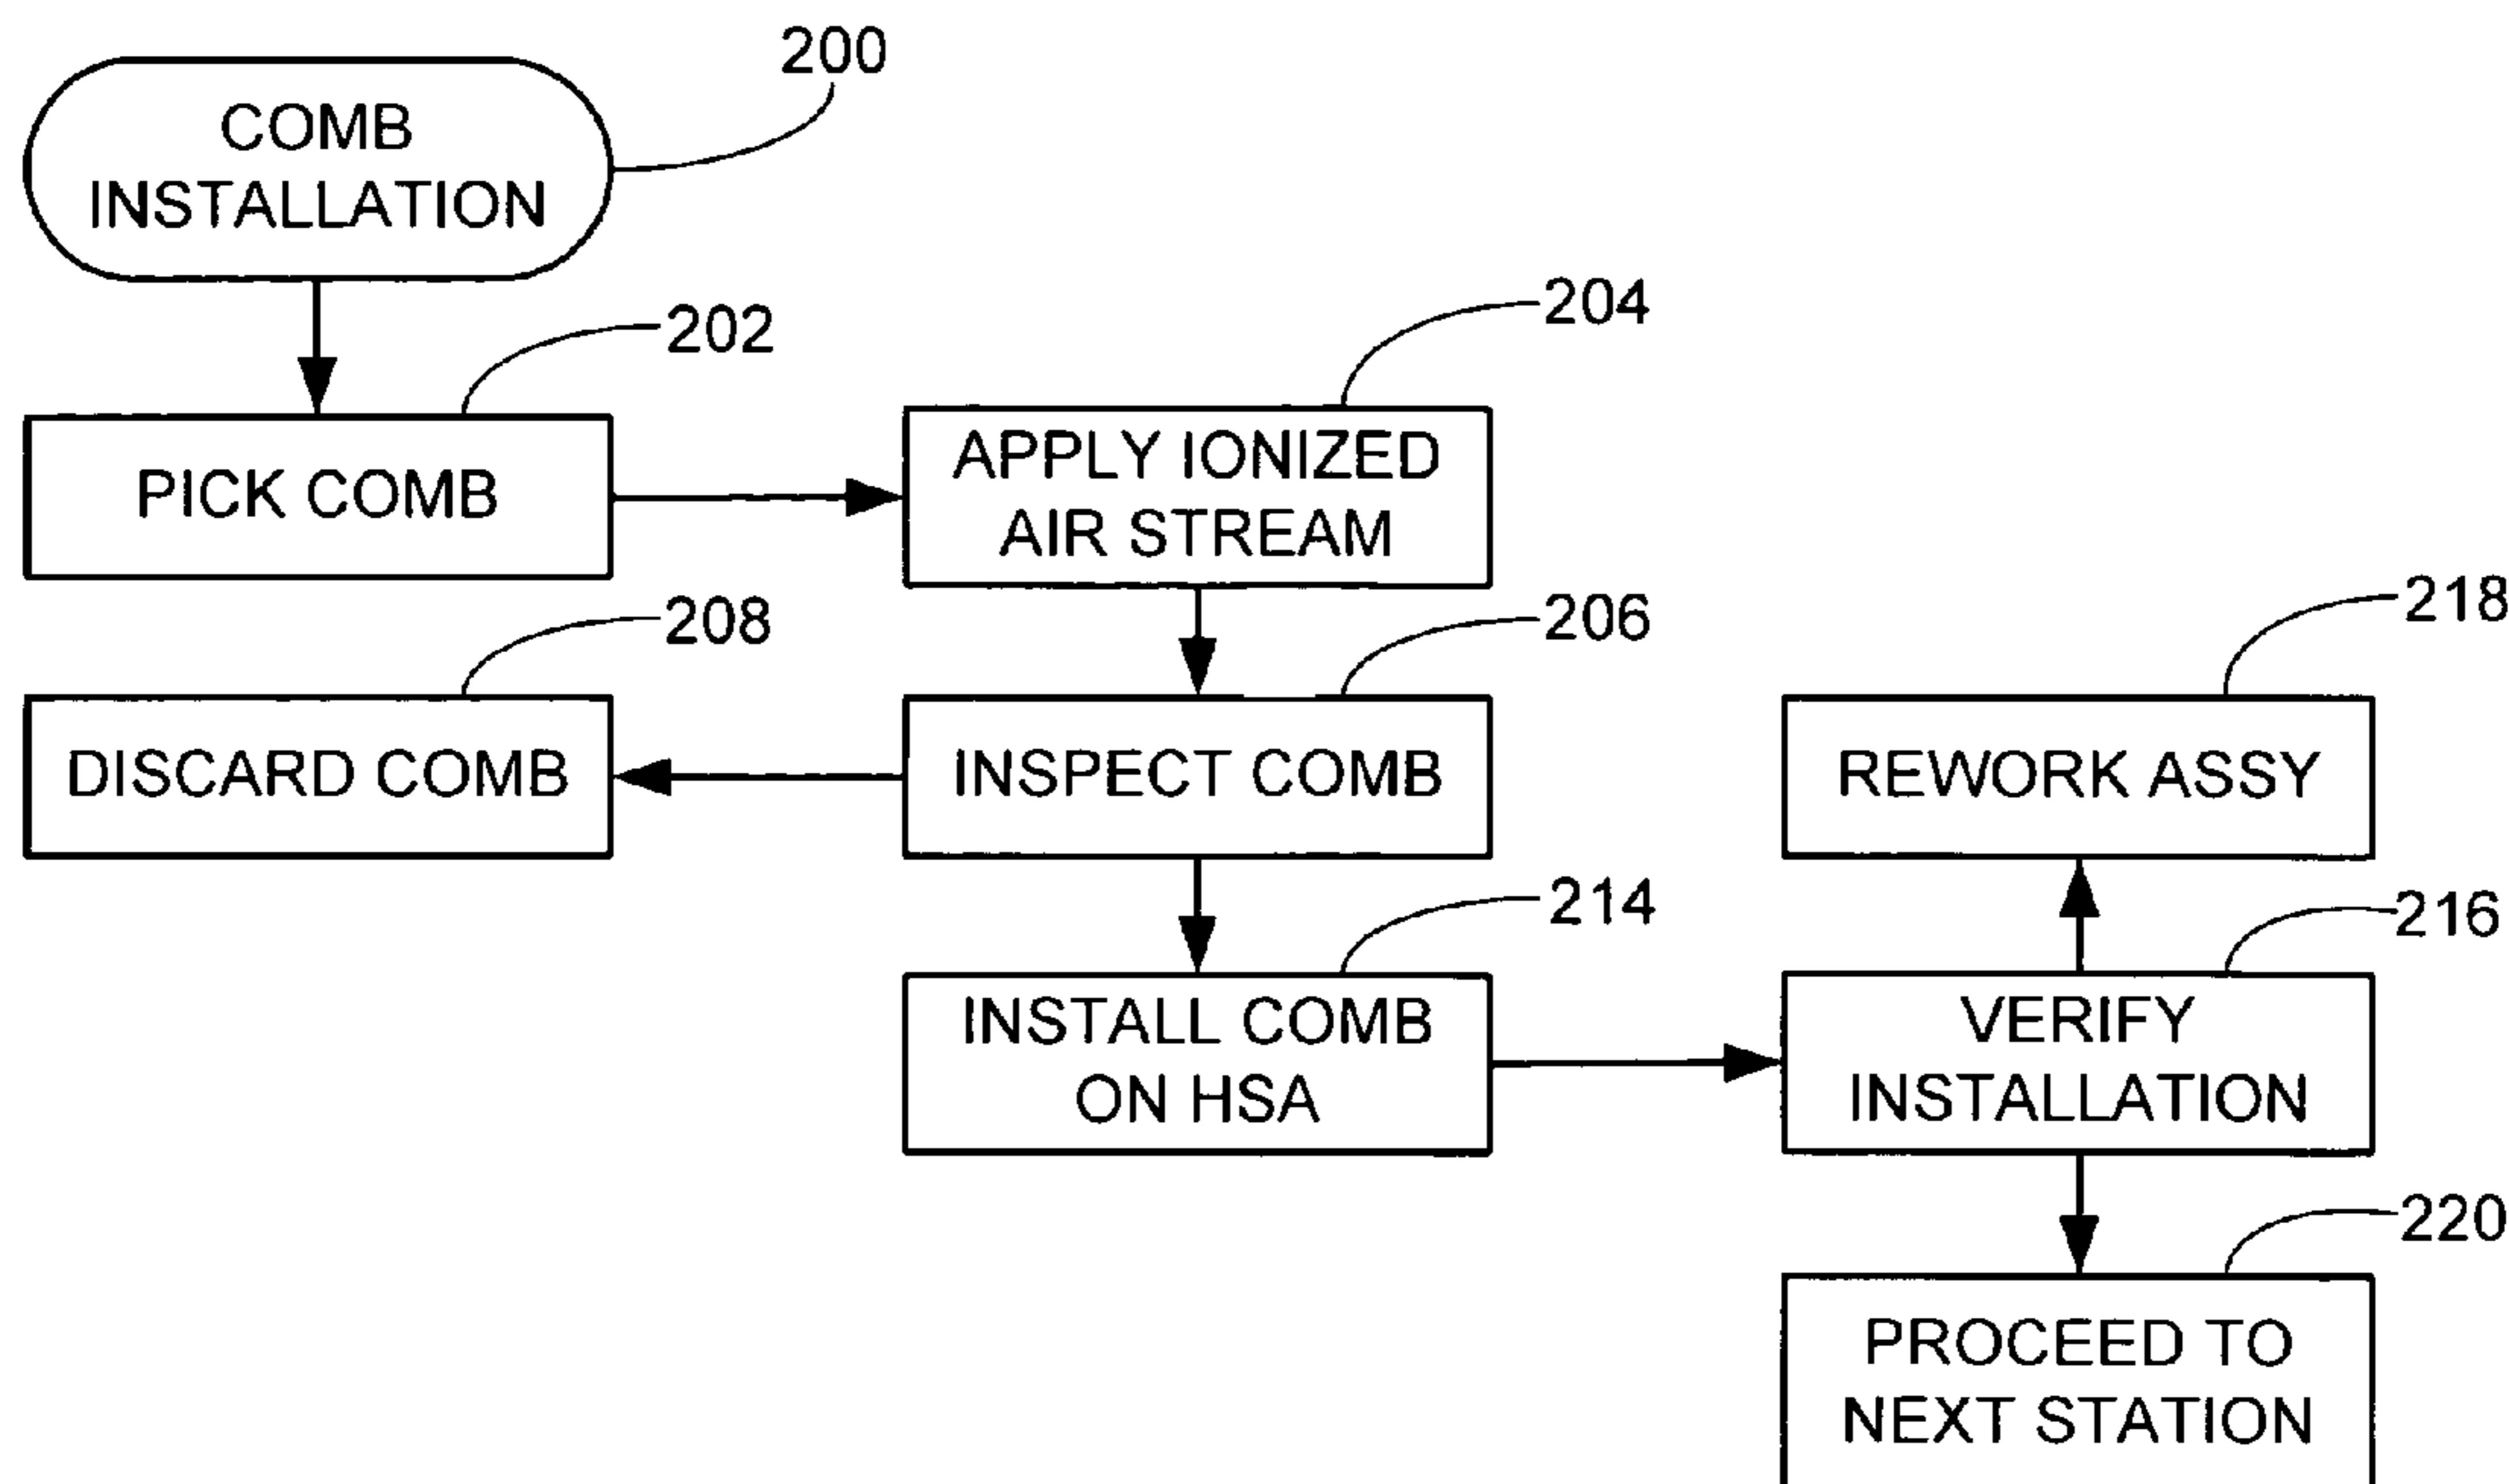 200
COMB
INSTALLATION
202
PICK COMB
204
APPLY IONIZED
AIR STREAM
208
DISCARD COMB
206
INSPECT COMB
218
REWORK ASSY
214
INSTALL COMB
ON HSA
216
VERIFY
INSTALLATION
220
PROCEED TO
NEXT STATION